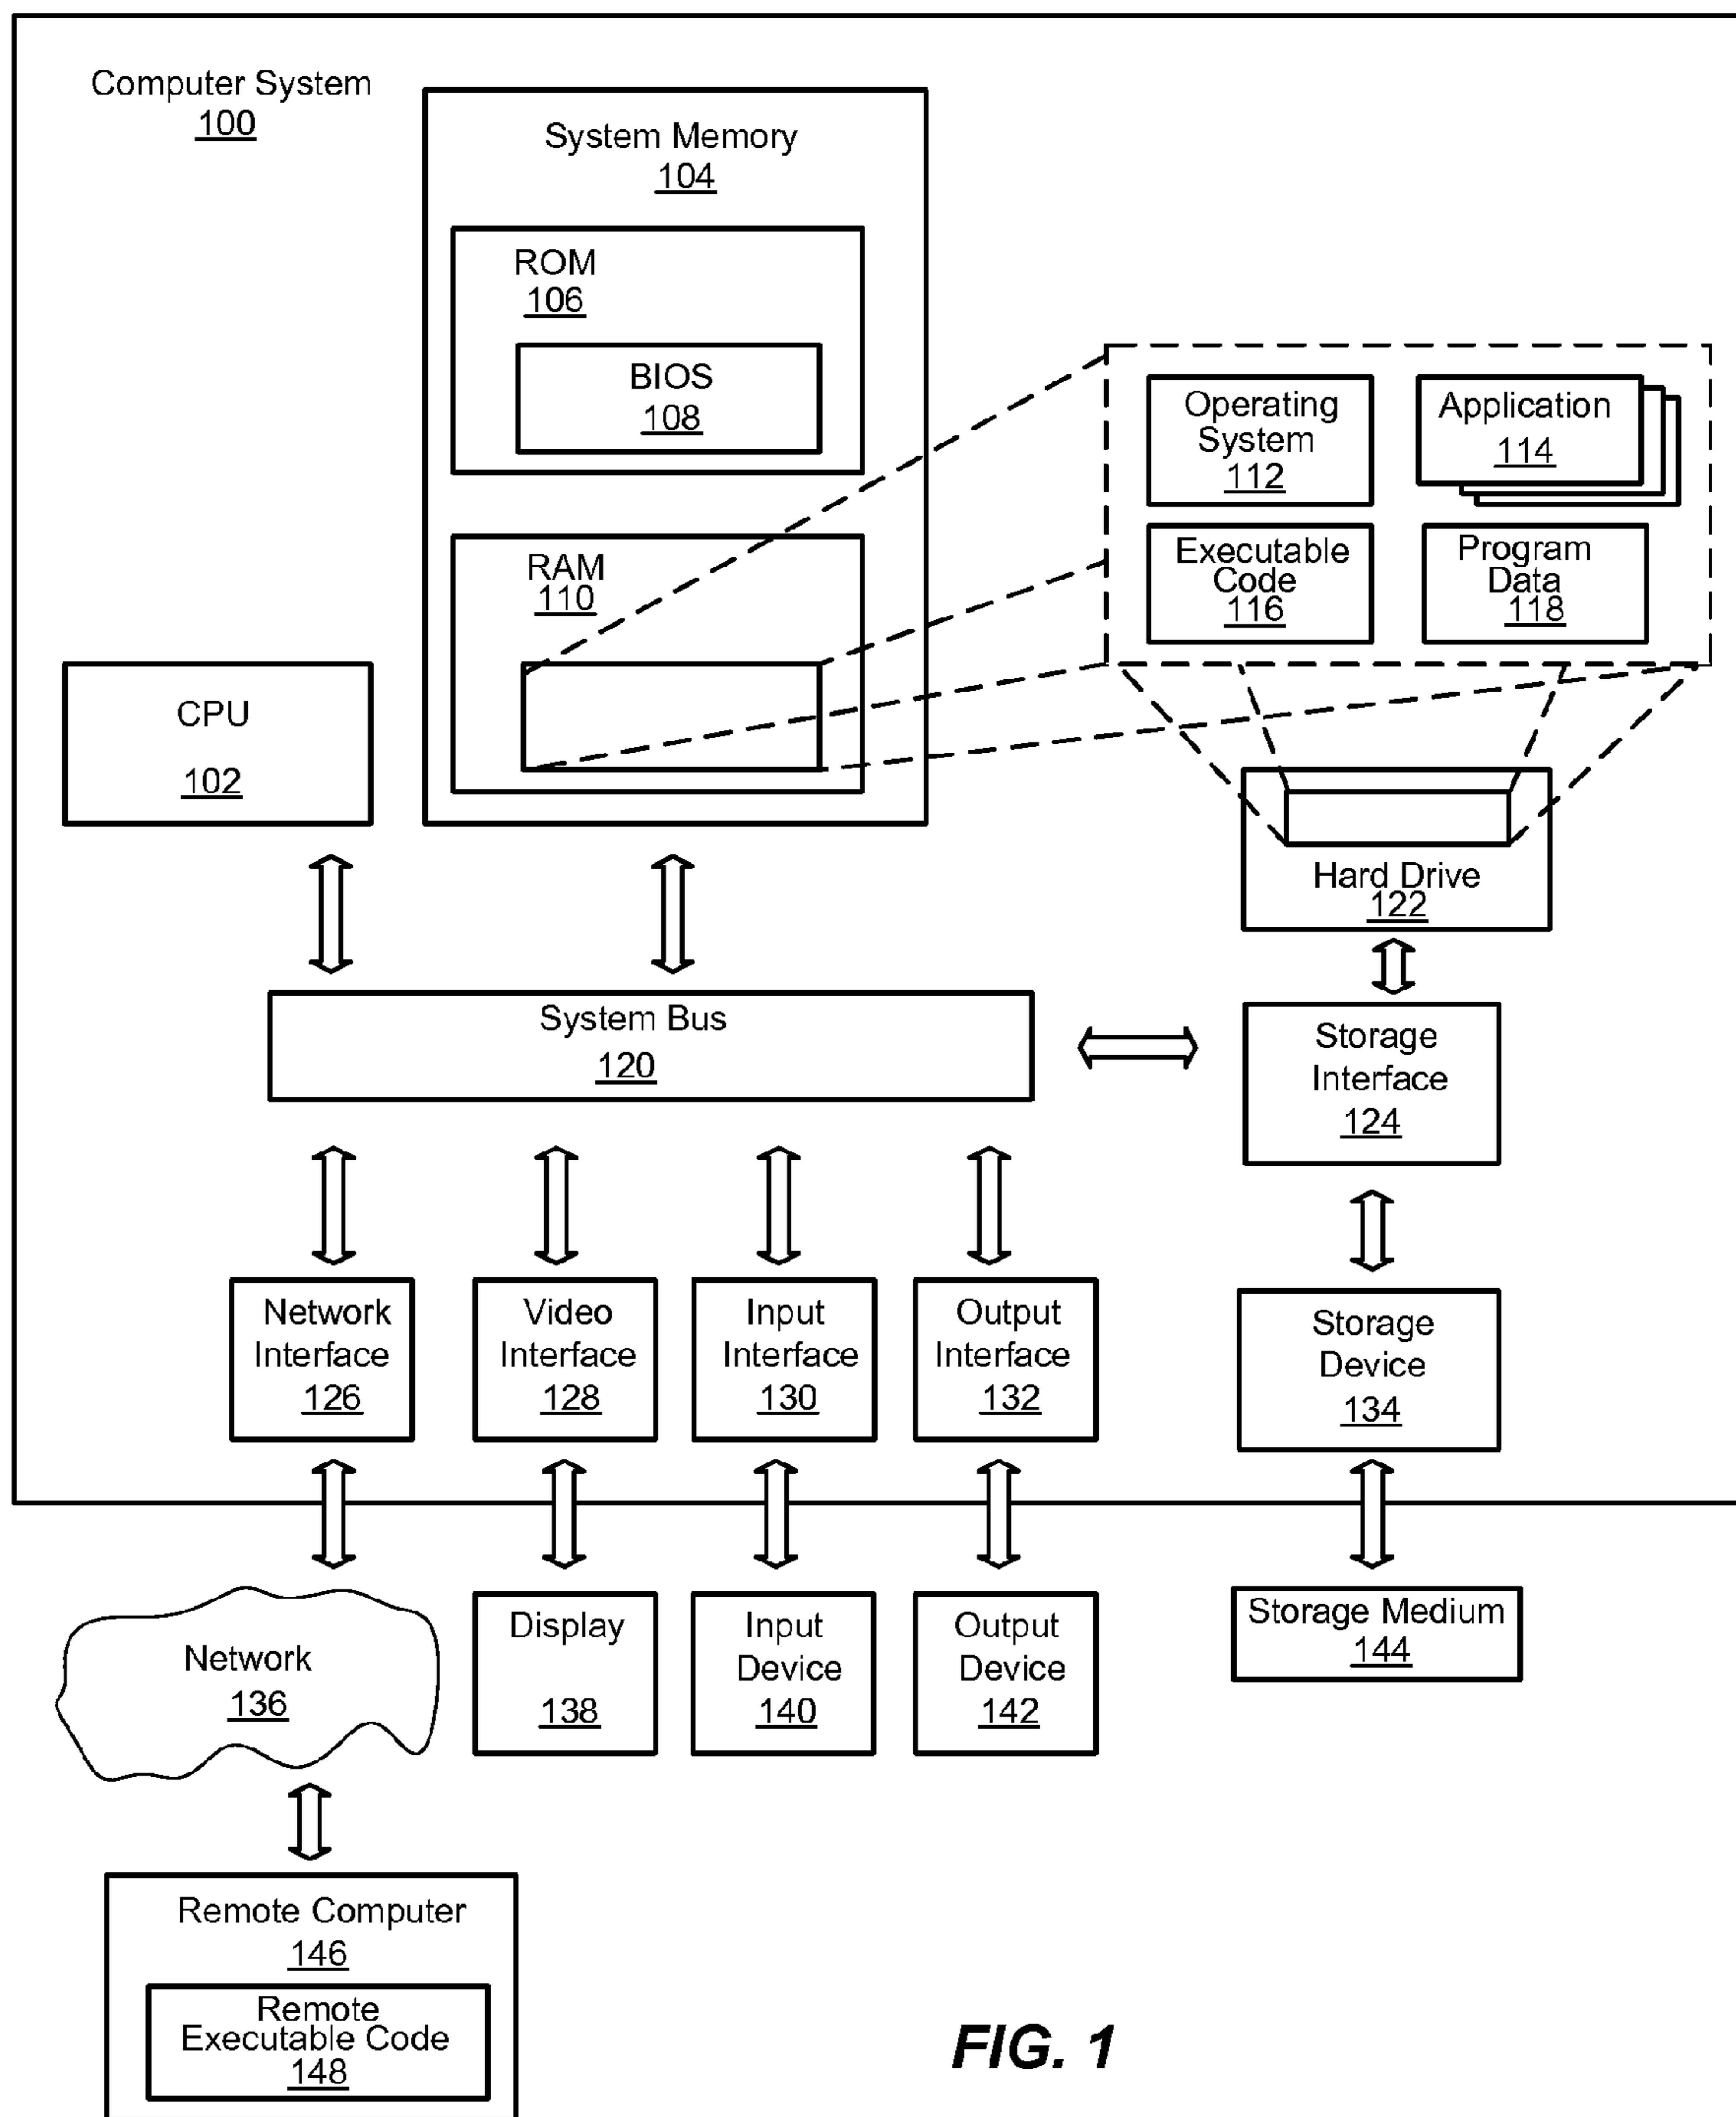 Computer System
100
System Memory
104
ROM
106
BIOS
108
RAM
110
Operating
System
112
Application
114
Executable
Code
116
Program
Data
118
CPU
102
Hard Drive
122
System Bus
120
Storage
Interface
124
Network
Interface
126
Video
Interface
128
Input
Interface
130
Output
Interface
132
Storage
Device
134
Network
136
Display
138
Input
Device
140
Output
Device
142
Storage Medium
144
Remote Computer
146
Remote
Executable Code
148
FIG. 1